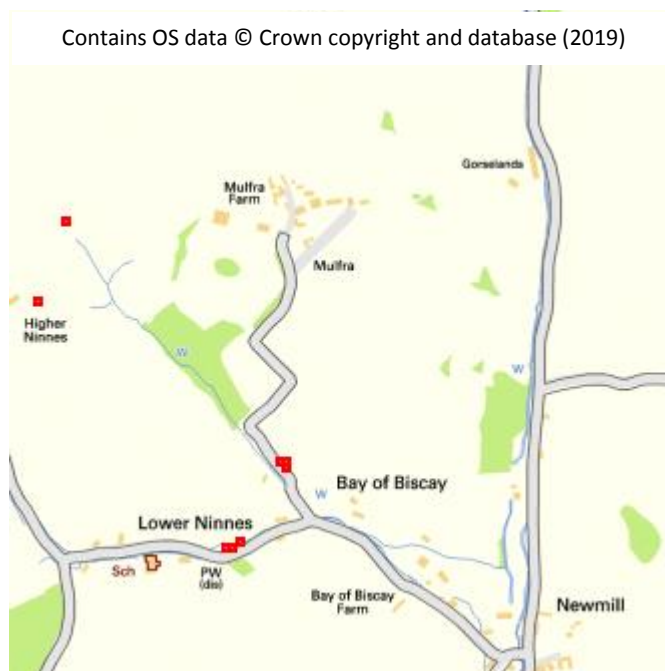 Contains OS data © Crown copyright and database (2019)
Gorselands
Mulfra
Farm
Mulfra
Higher
Ninnes
W
W
Bay of Biscay
W
Lower Ninnes
Sch
PW
(dis)
Bay of Biscay
Farm
Newmill